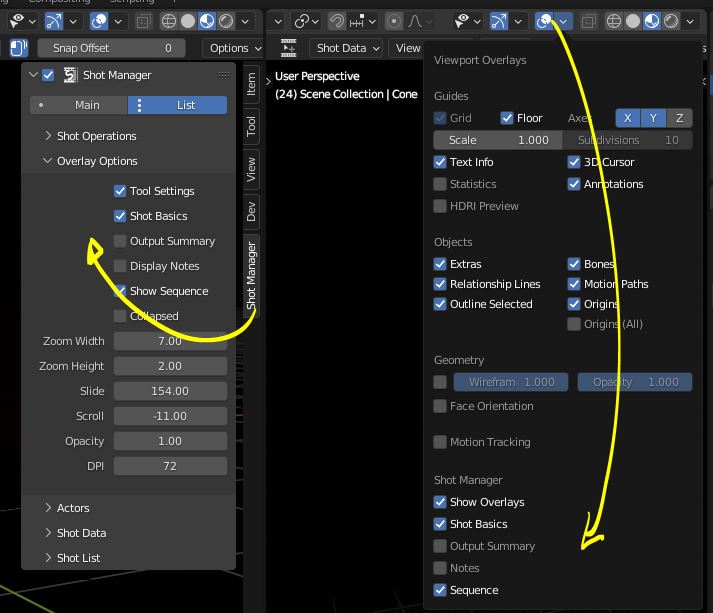 Snap Offset 0 Options
Shot Manager
Main List
Shot Operations
Overlay Options
Tool Settings
Shot Basics
Output Summary
Display Notes
Show Sequence
Collapsed
Zoom Width 7.00
Zoom Height 2.00
Slide 154.00
Scroll -11.00
Opacity 1.00
DPI 72
Actors
Shot Data
Shot List
Item
Tool
View
Dev
Shot Manager
Shot Data View
User Perspective
(24) Scene Collection | Cone
Viewport Overlays
Guides
Grid Floor Axes X Y Z
Scale 1.000 Subdivisions 10
Text Info 3D Cursor
Statistics Annotations
HDRI Preview
Objects
Extras Bones
Relationship Lines Motion Paths
Outline Selected Origins
Origins (All)
Geometry
Wirefram 1.000 Opacity 1.000
Face Orientation
Motion Tracking
Shot Manager
Show Overlays
Shot Basics
Output Summary
Notes
Sequence